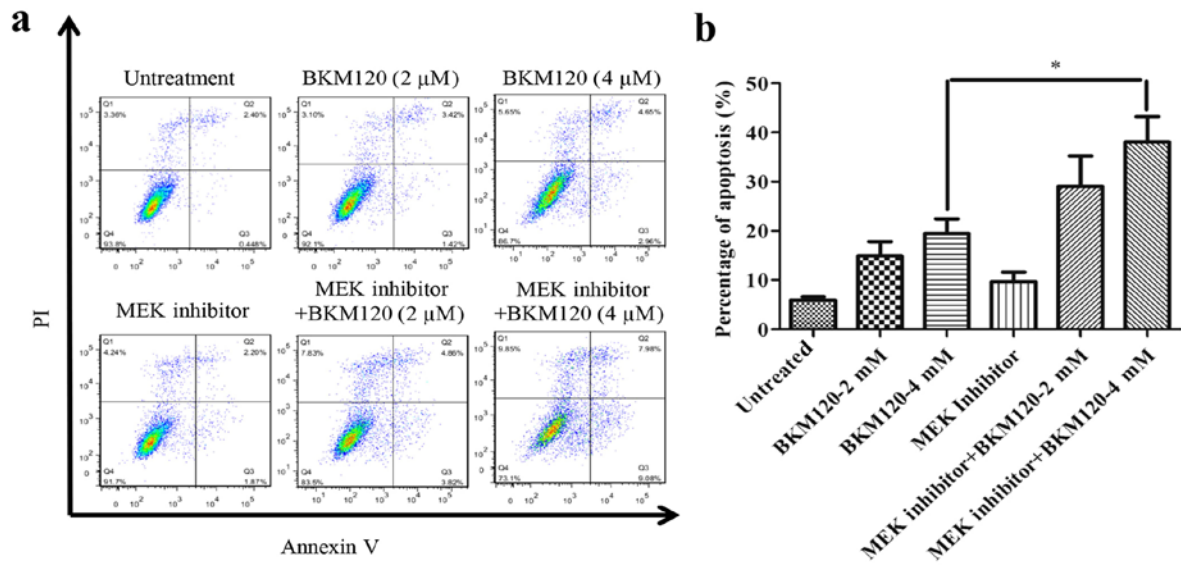 a
Untreatment
BKM120 (2 μM)
BKM120 (4 μM)
Q1
3.36%
Q2
2.40%
Q4
93.8%
Q3
0.448%
Q1
3.10%
Q2
3.42%
Q4
92.1%
Q3
1.42%
Q1
5.65%
Q2
4.65%
Q4
86.7%
Q3
2.96%
MEK inhibitor
MEK inhibitor
+BKM120 (2 μM)
MEK inhibitor
+BKM120 (4 μM)
Q1
4.24%
Q2
2.20%
Q4
91.7%
Q3
1.87%
Q1
7.83%
Q2
4.86%
Q4
83.5%
Q3
3.82%
Q1
9.85%
Q2
7.98%
Q4
73.1%
Q3
9.08%
PI
Annexin V
b
*
Percentage of apoptosis (%)
50
40
30
20
10
0
Untreated
BKM120-2 mM
BKM120-4 mM
MEK Inhibitor
MEK inhibitor+BKM120-2 mM
MEK inhibitor+BKM120-4 mM